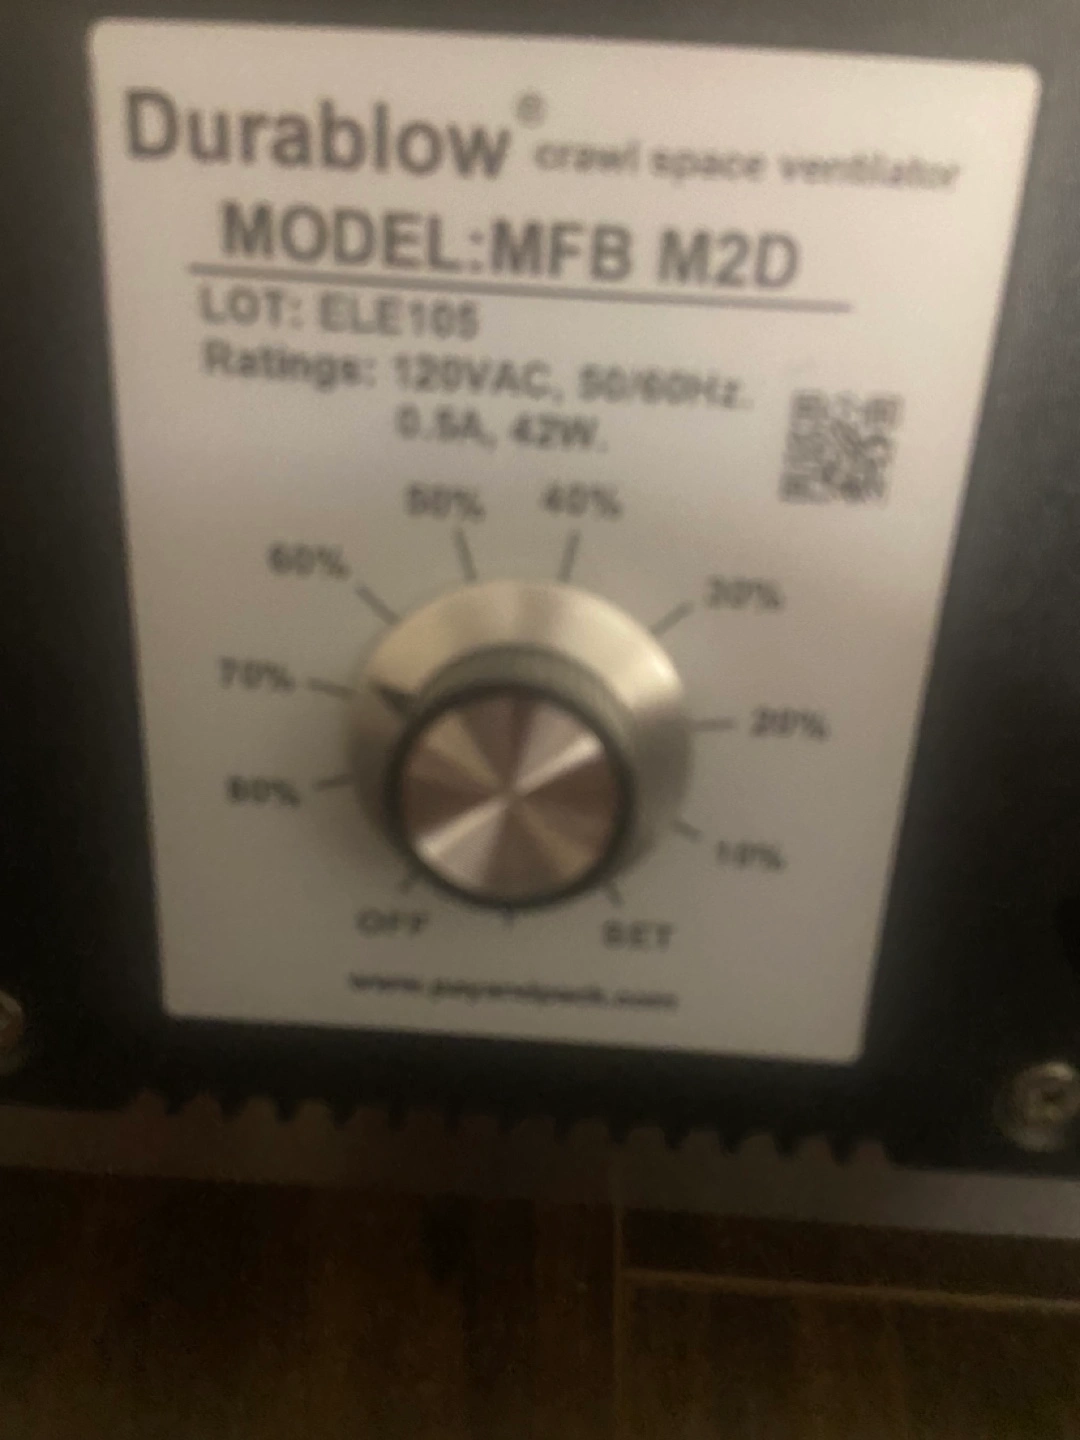 Durablow® crawl space ventilator
MODEL:MFB M2D
LOT: ELE105
Ratings: 120VAC, 50/60Hz.
0.5A, 42W.
50% 40%
60% 30%
70% 20%
80% 10%
OFF SET